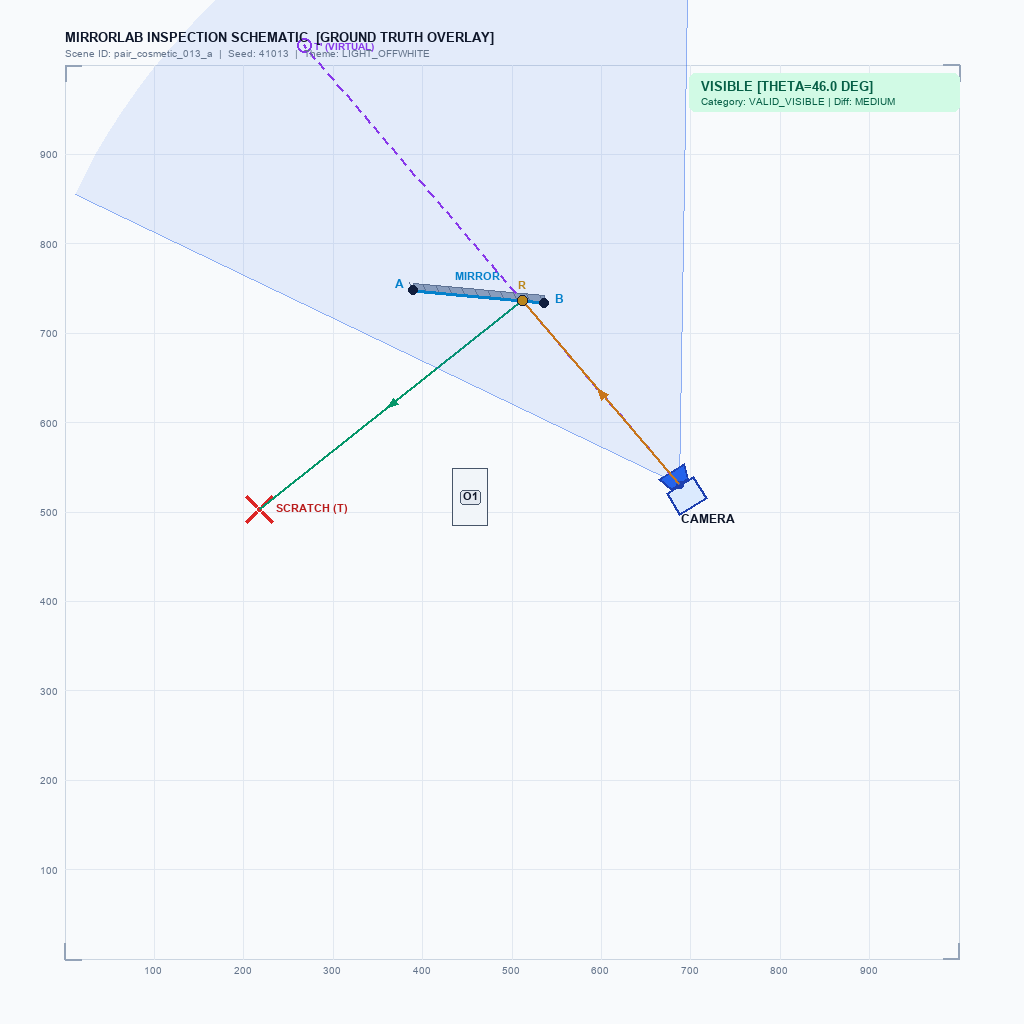 MIRRORLAB INSPECTION SCHEMATIC [GROUND TRUTH OVERLAY]
T' (VIRTUAL)
Scene ID: pair_cosmetic_013_a | Seed: 41013 | Theme: LIGHT_OFFWHITE
VISIBLE [THETA=46.0 DEG]
Category: VALID_VISIBLE | Diff: MEDIUM
900
800
A
MIRROR
R
B
700
600
500
O1
SCRATCH (T)
CAMERA
400
300
200
100
100 200 300 400 500 600 700 800 900